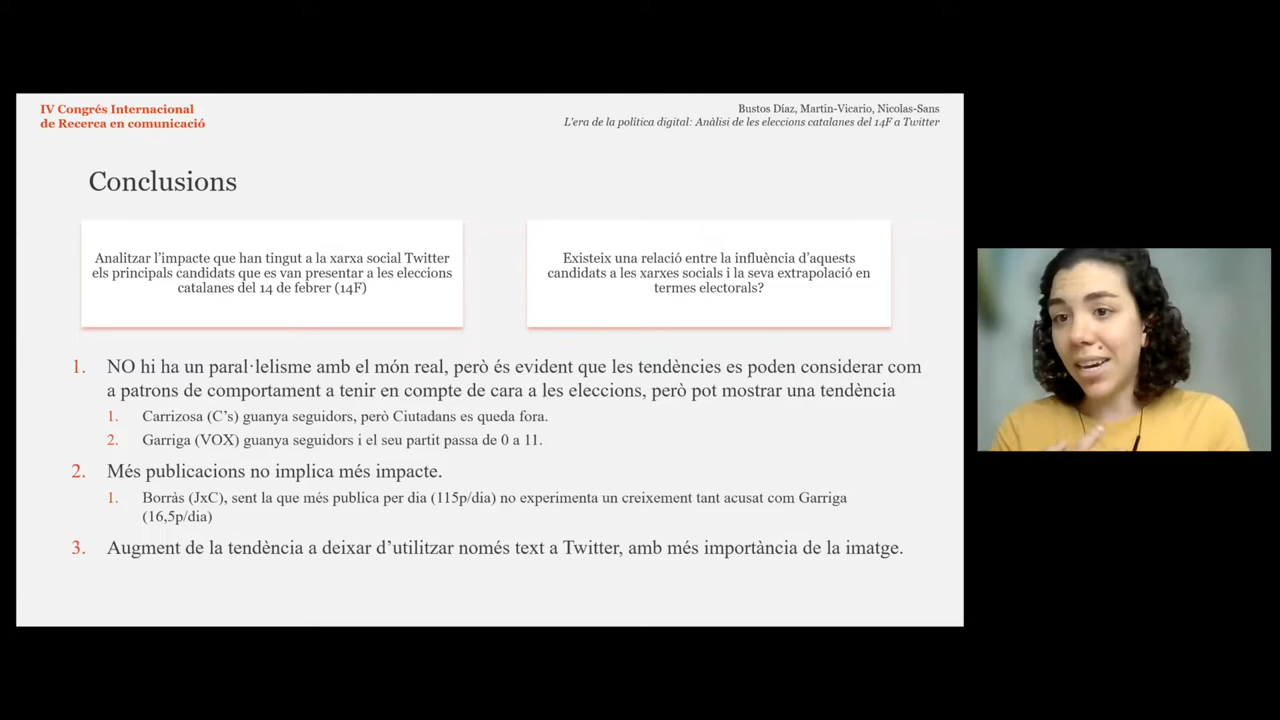 IV Congrés Internacional
de Recerca en comunicació
Bustos Díaz, Martin-Vicario, Nicolas-Sans
L'era de la política digital: Anàlisi de les eleccions catalanes del 14F a Twitter
Conclusions
Analitzar l'impacte que han tingut a la xarxa social Twitter
els principals candidats que es van presentar a les eleccions
catalanes del 14 de febrer (14F)
Existeix una relació entre la influència d'aquests
candidats a les xarxes socials i la seva extrapolació en
termes electorals?
1. NO hi ha un paral·lelisme amb el món real, però és evident que les tendències es poden considerar com
a patrons de comportament a tenir en compte de cara a les eleccions, però pot mostrar una tendència
1. Carrizosa (C's) guanya seguidors, però Ciutadans es queda fora.
2. Garriga (VOX) guanya seguidors i el seu partit passa de 0 a 11.
2. Més publicacions no implica més impacte.
1. Borràs (JxC), sent la que més publica per dia (115p/dia) no experimenta un creixement tant acusat com Garriga
(16,5p/dia)
3. Augment de la tendència a deixar d'utilitzar només text a Twitter, amb més importància de la imatge.